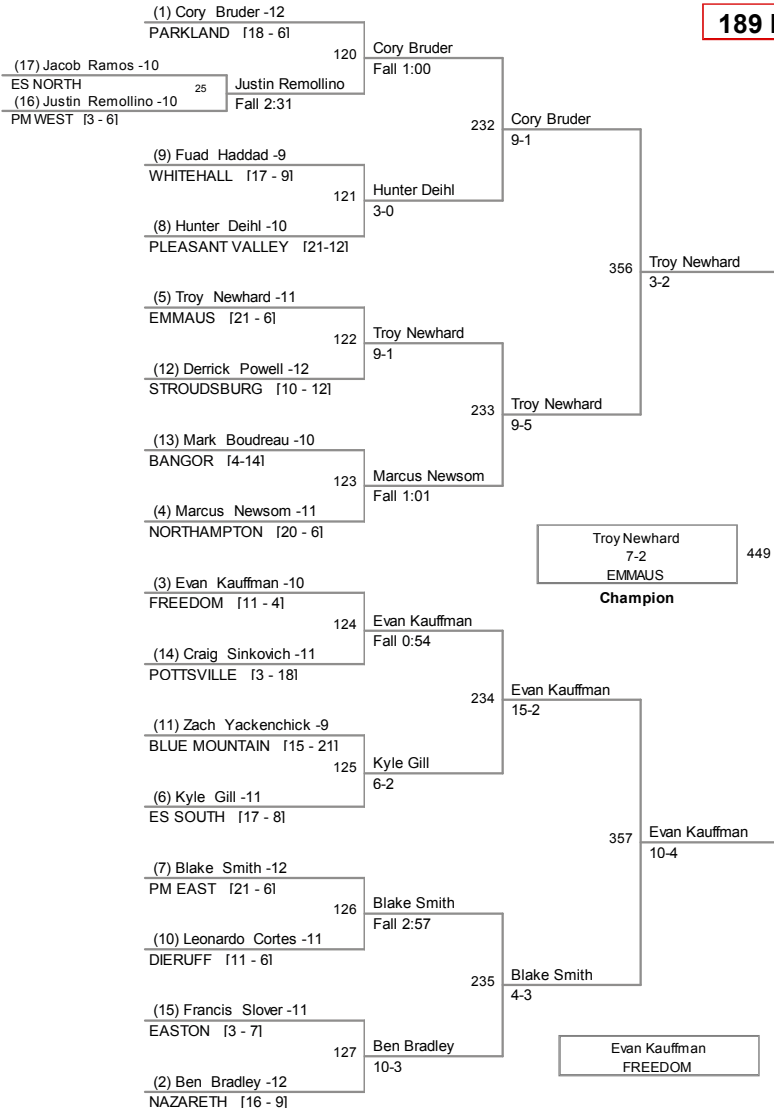 (1) Cory Bruder -12
PARKLAND [18 - 6]
189
(17) Jacob Ramos -10
ES NORTH
25
(16) Justin Remollino -10
PM WEST [3 - 6]
Justin Remollino
Fall 2:31
120
Cory Bruder
Fall 1:00
(9) Fuad Haddad -9
WHITEHALL [17 - 9]
121
(8) Hunter Deihl -10
PLEASANT VALLEY [21-12]
Hunter Deihl
3-0
232
Cory Bruder
9-1
(5) Troy Newhard -11
EMMAUS [21 - 6]
122
(12) Derrick Powell -12
STROUDSBURG [10 - 12]
Troy Newhard
9-1
(13) Mark Boudreau -10
BANGOR [4-14]
123
(4) Marcus Newsom -11
NORTHAMPTON [20 - 6]
Marcus Newsom
Fall 1:01
233
Troy Newhard
9-5
356
Troy Newhard
3-2
Troy Newhard
7-2
EMMAUS
449
Champion
(3) Evan Kauffman -10
FREEDOM [11 - 4]
124
(14) Craig Sinkovich -11
POTTSVILLE [3 - 18]
Evan Kauffman
Fall 0:54
(11) Zach Yackenchick -9
BLUE MOUNTAIN [15 - 21]
125
(6) Kyle Gill -11
ES SOUTH [17 - 8]
Kyle Gill
6-2
234
Evan Kauffman
15-2
(7) Blake Smith -12
PM EAST [21 - 6]
126
(10) Leonardo Cortes -11
DIERUFF [11 - 6]
Blake Smith
Fall 2:57
(15) Francis Slover -11
EASTON [3 - 7]
127
(2) Ben Bradley -12
NAZARETH [16 - 9]
Ben Bradley
10-3
235
Blake Smith
4-3
357
Evan Kauffman
10-4
Evan Kauffman
FREEDOM